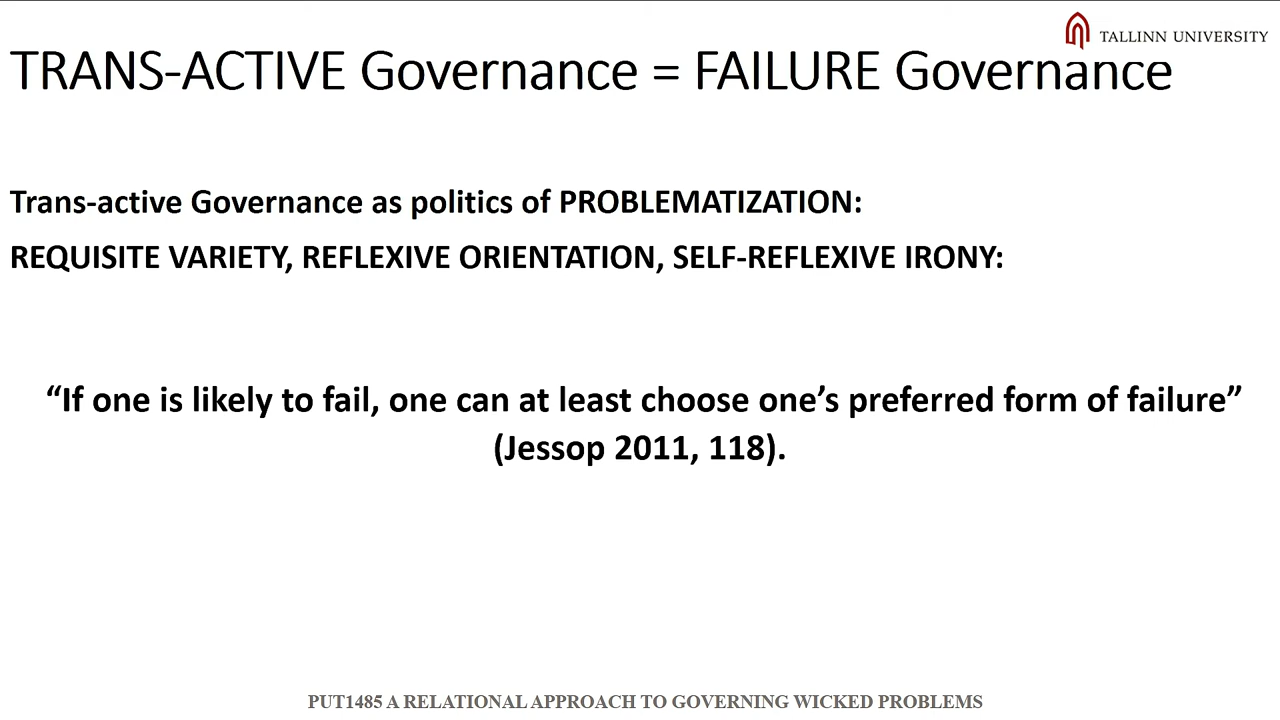 TALLINN UNIVERSITY
TRANS-ACTIVE Governance = FAILURE Governance
Trans-active Governance as politics of PROBLEMATIZATION:
REQUISITE VARIETY, REFLEXIVE ORIENTATION, SELF-REFLEXIVE IRONY:
“If one is likely to fail, one can at least choose one’s preferred form of failure”
(Jessop 2011, 118).
PUT1485 A RELATIONAL APPROACH TO GOVERNING WICKED PROBLEMS